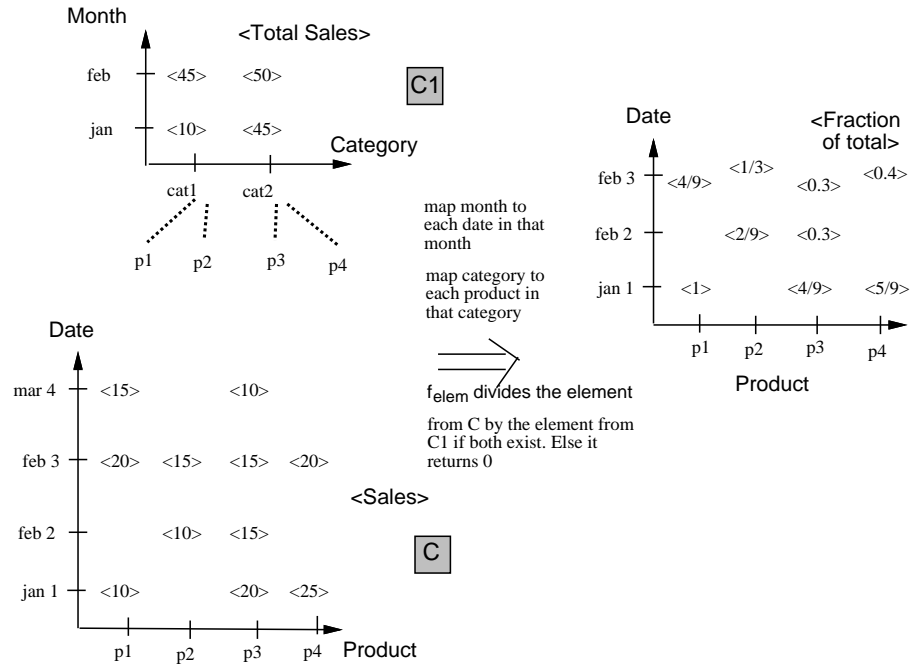 Month
<Total Sales>
feb <45> <50>
C1
jan <10> <45>
Category
cat1 cat2
p1 p2 p3 p4
map month to
each date in that
month
map category to
each product in
that category
f_elem divides the element
from C by the element from
C1 if both exist. Else it
returns 0
Date
<Fraction
of total>
feb 3 <4/9> <1/3> <0.3> <0.4>
feb 2 <2/9> <0.3>
jan 1 <1> <4/9> <5/9>
p1 p2 p3 p4
Product
Date
mar 4 <15> <10>
feb 3 <20> <15> <15> <20>
<Sales>
feb 2 <10> <15>
C
jan 1 <10> <20> <25>
p1 p2 p3 p4 Product